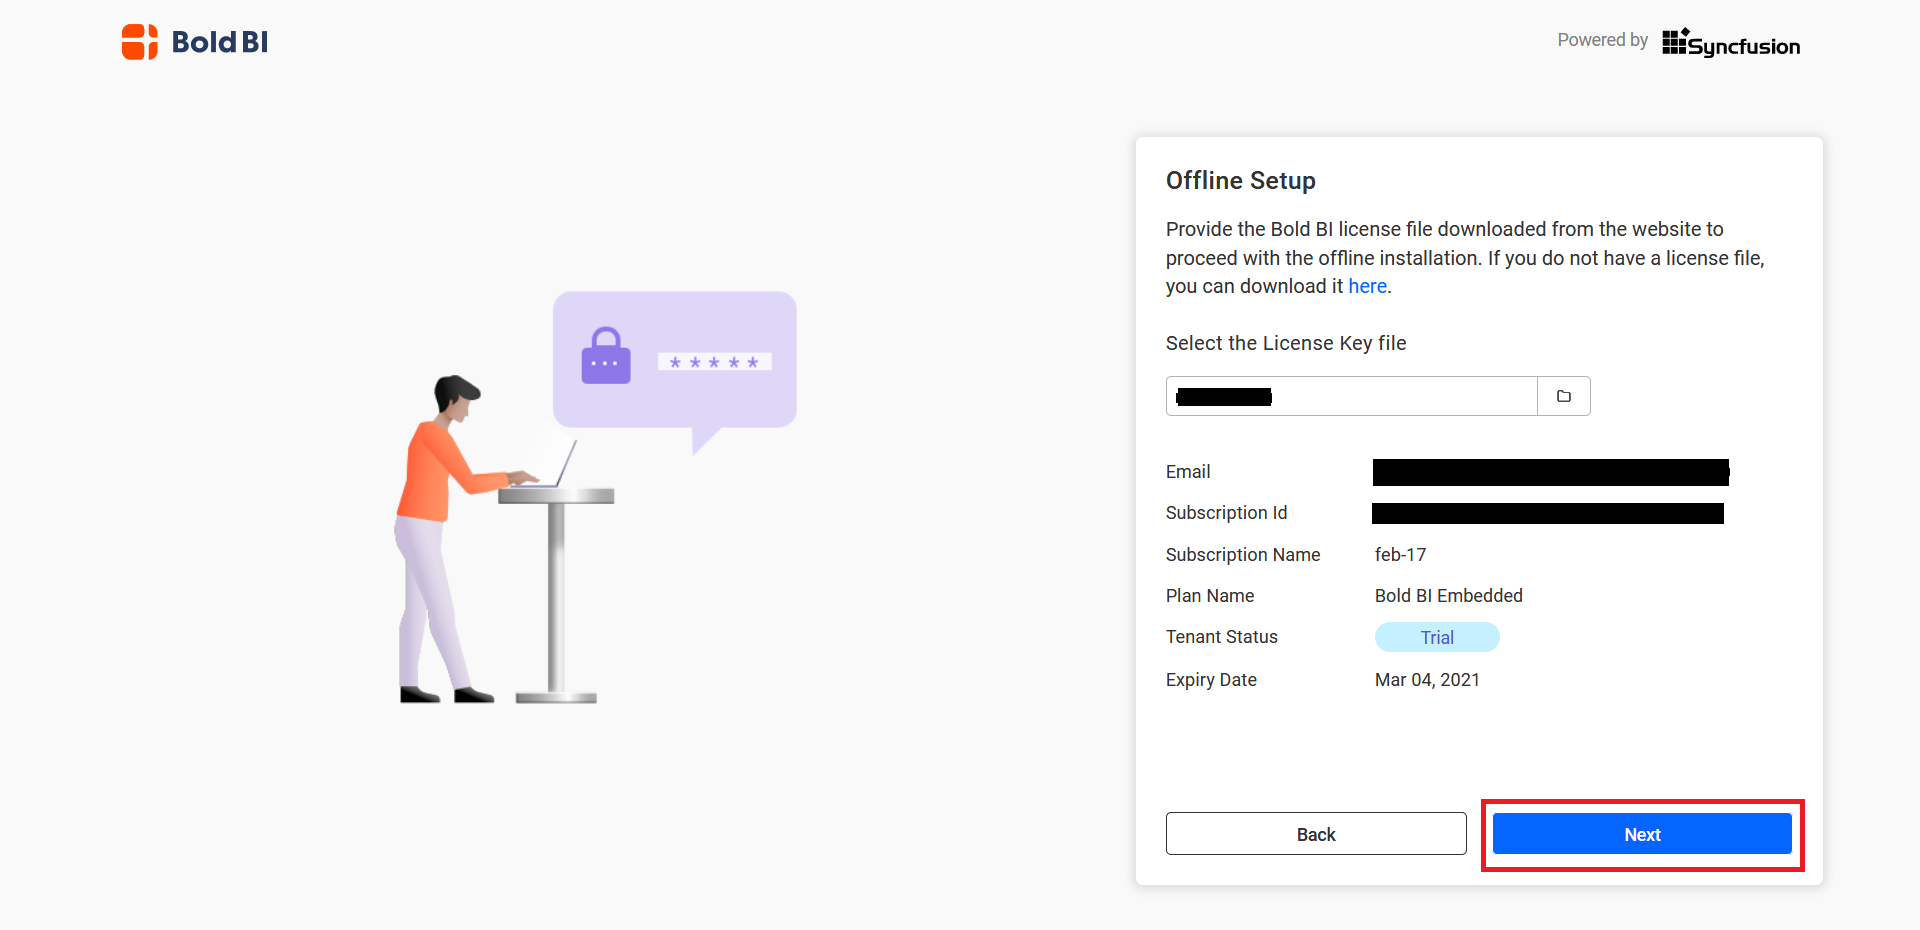 Bold BI
Powered by Syncfusion
Offline Setup
Provide the Bold BI license file downloaded from the website to
proceed with the offline installation. If you do not have a license file,
you can download it here.
Select the License Key file
* * * * *
Email
Subscription Id
Subscription Name feb-17
Plan Name Bold BI Embedded
Tenant Status Trial
Expiry Date Mar 04, 2021
Back Next